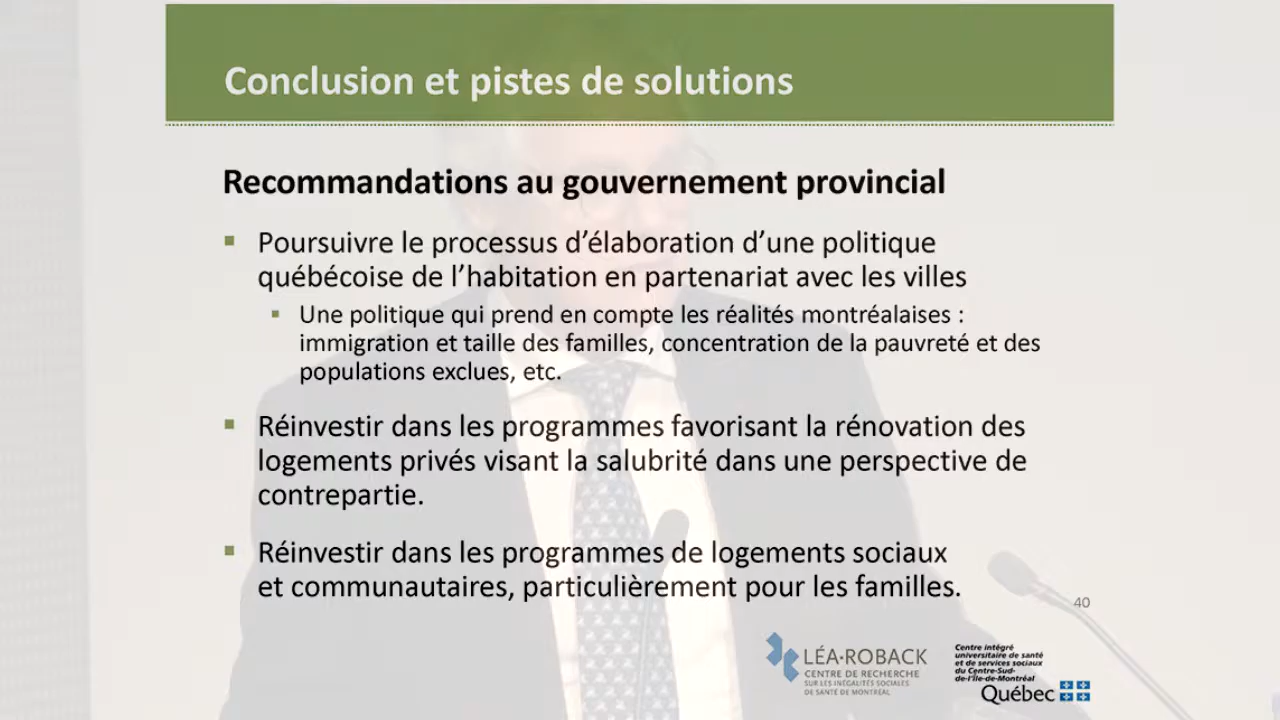 Conclusion et pistes de solutions
Recommandations au gouvernement provincial
▪ Poursuivre le processus d’élaboration d’une politique
québécoise de l’habitation en partenariat avec les villes
▪ Une politique qui prend en compte les réalités montréalaises :
immigration et taille des familles, concentration de la pauvreté et des
populations exclues, etc.
▪ Réinvestir dans les programmes favorisant la rénovation des
logements privés visant la salubrité dans une perspective de
contrepartie.
▪ Réinvestir dans les programmes de logements sociaux
et communautaires, particulièrement pour les familles.
40
LÉA·ROBACK
CENTRE DE RECHERCHE
SUR LES INÉGALITÉS SOCIALES
DE SANTÉ DE MONTRÉAL
Centre intégré
universitaire de santé
et de services sociaux
du Centre-Sud-
de-l’Île-de-Montréal
Québec